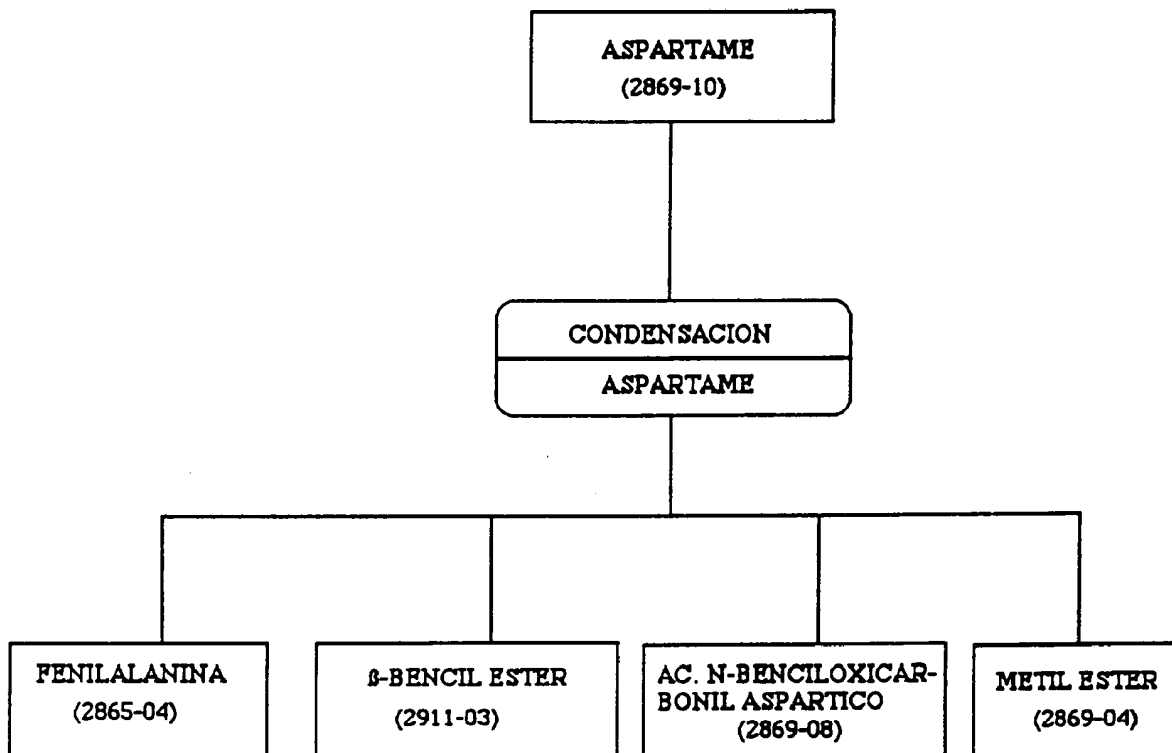 ASPARTAME
(2869-10)
CONDENSACION
ASPARTAME
FENILALANINA
(2865-04)
ß-BENCIL ESTER
(2911-03)
AC. N-BENCILOXICAR-
BONIL ASPARTICO
(2869-08)
METIL ESTER
(2869-04)